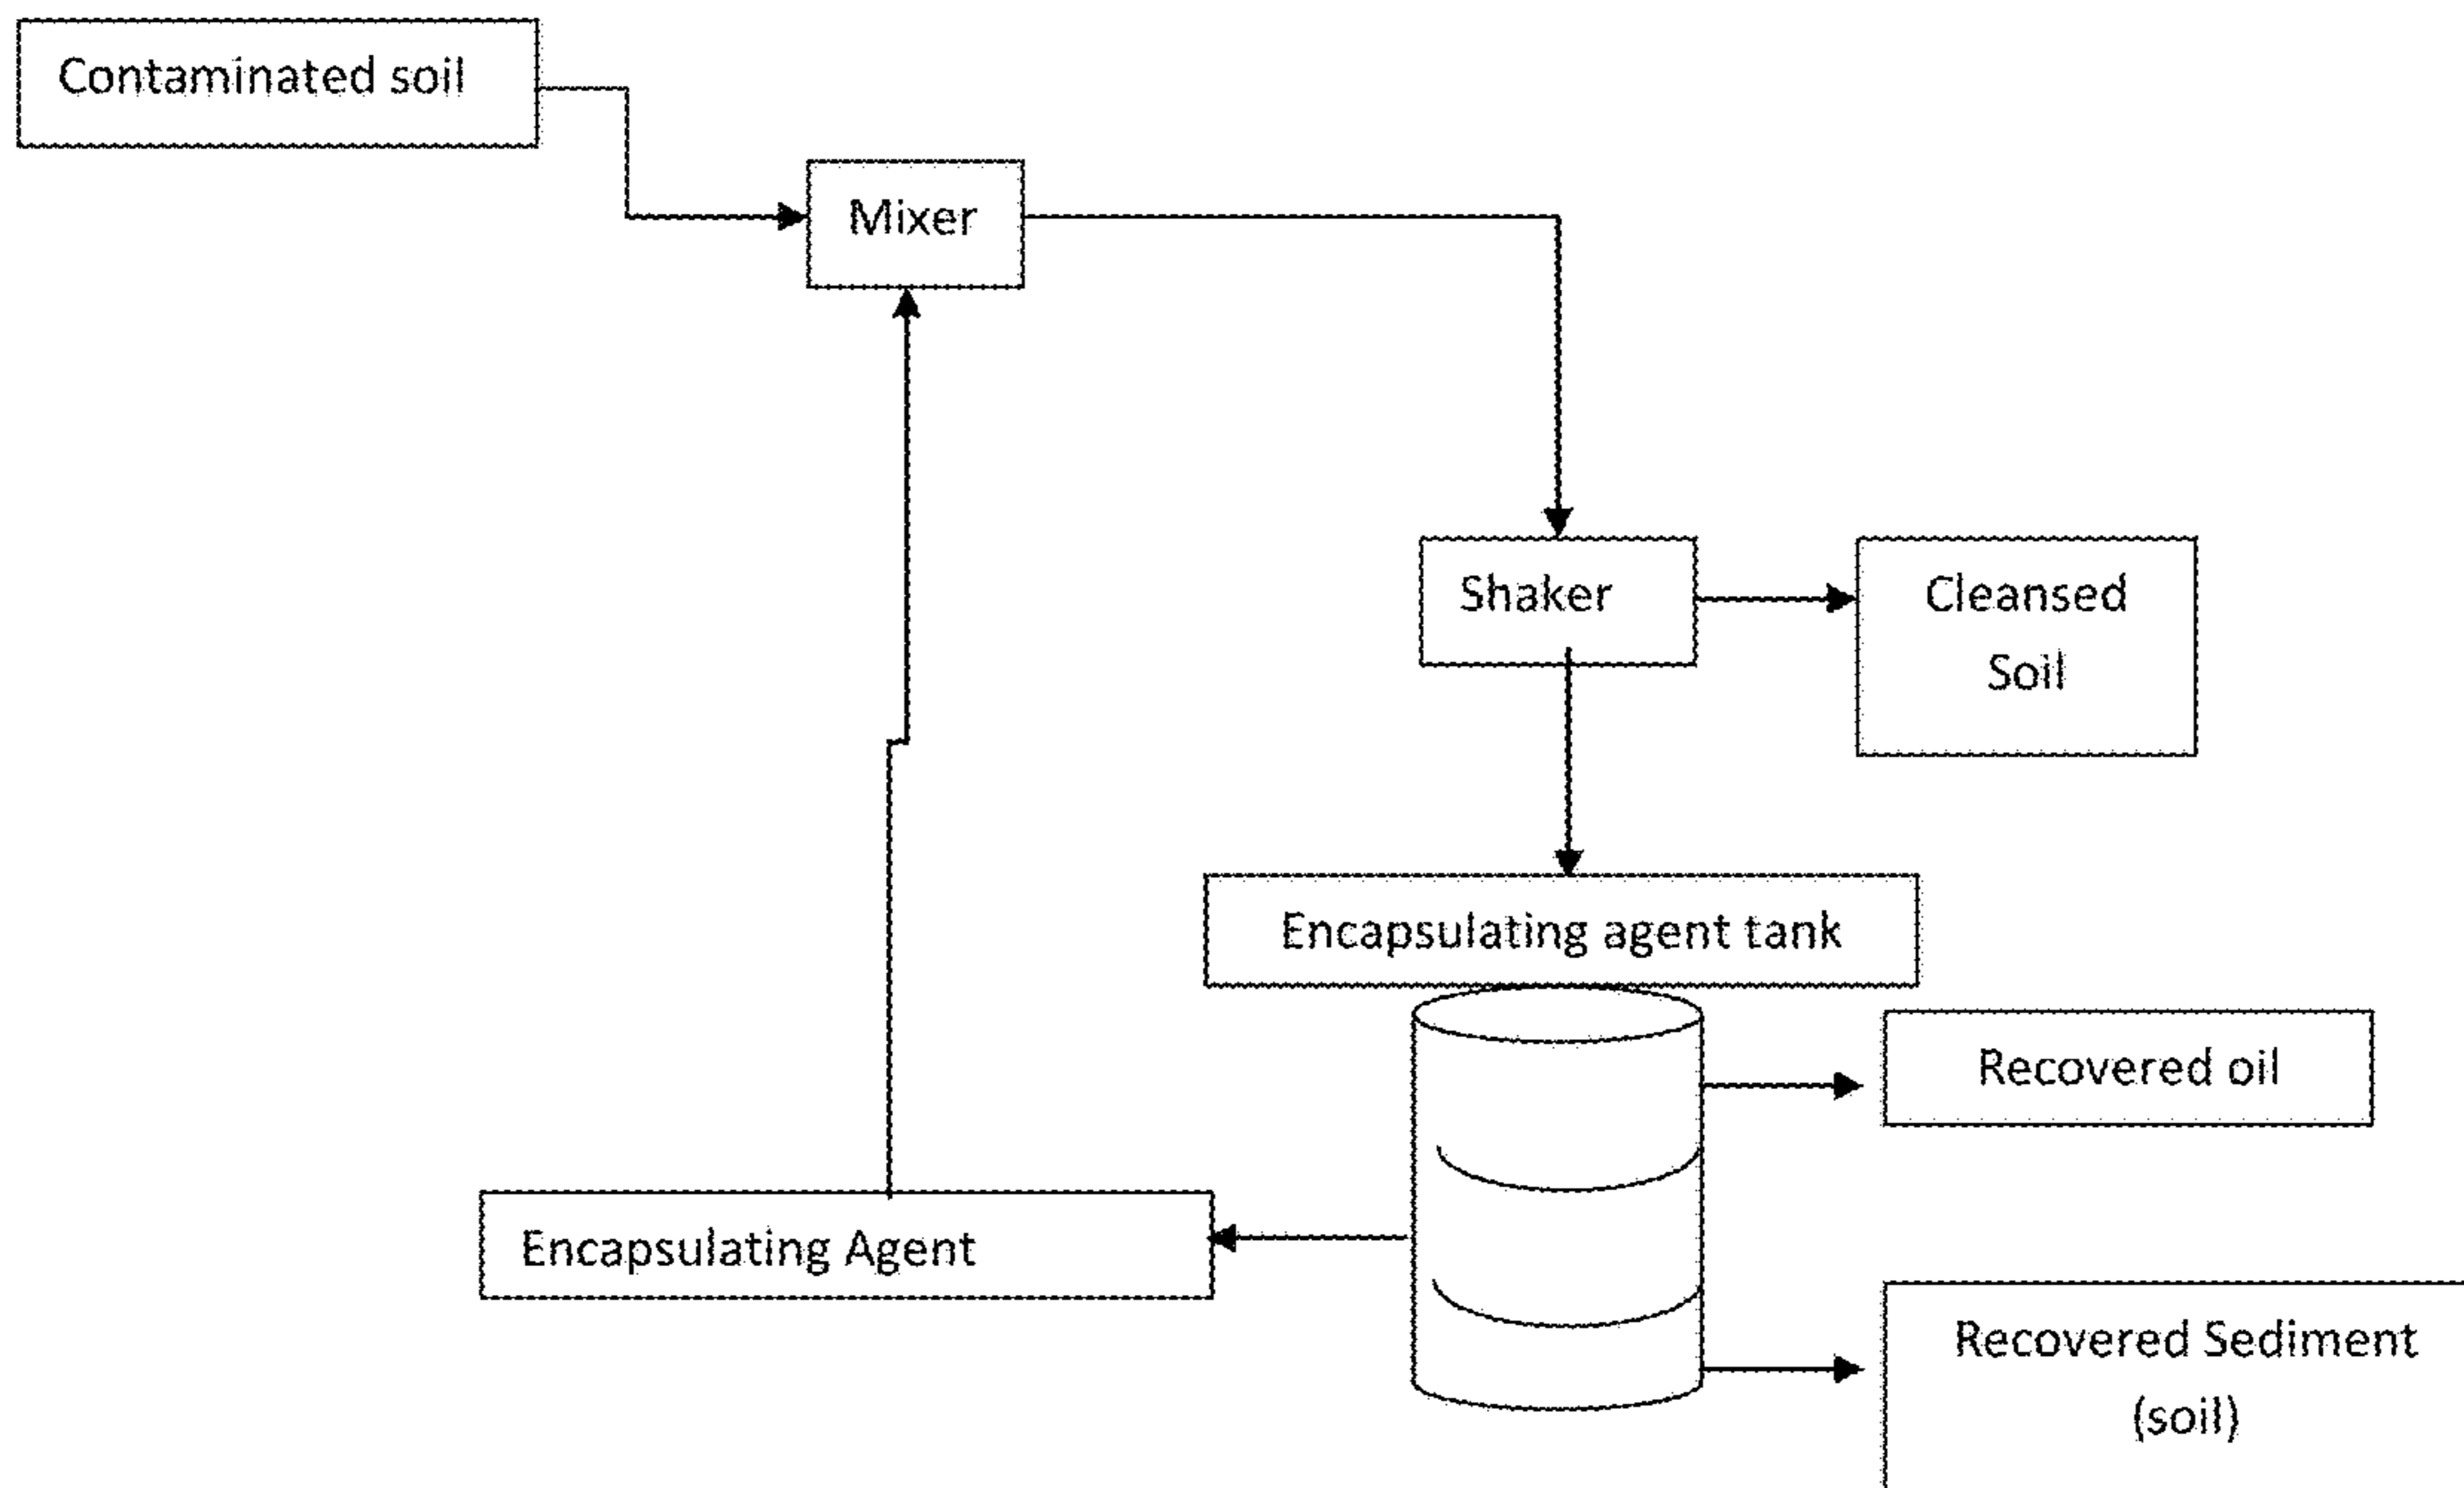 Contaminated soil
Mixer
Shaker
Cleansed
Soil
Encapsulating agent tank
Recovered oil
Encapsulating Agent
Recovered Sediment
(soil)